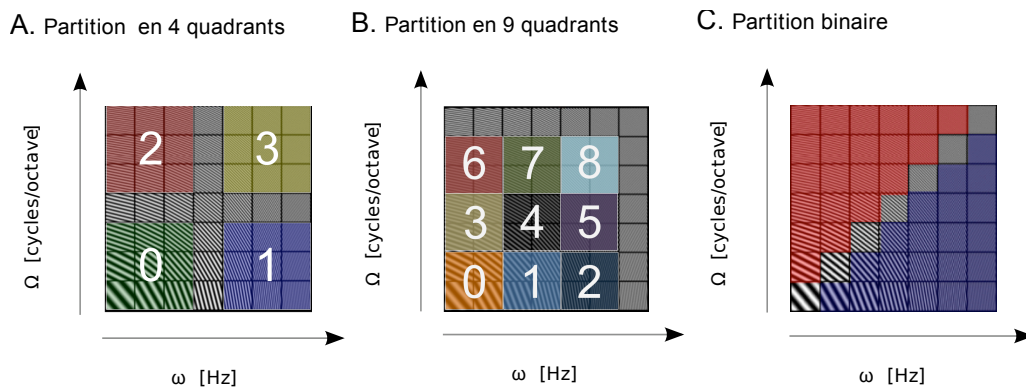 A. Partition en 4 quadrants
Ω [cycles/octave]
2 3
0 1
ω [Hz]
B. Partition en 9 quadrants
Ω [cycles/octave]
6 7 8
3 4 5
0 1 2
ω [Hz]
C. Partition binaire
Ω [cycles/octave]
ω [Hz]